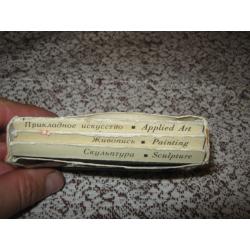 Прикладное искусство ▪ Applied Art
Живопись ▪ Painting
Скульптура ▪ Sculpture